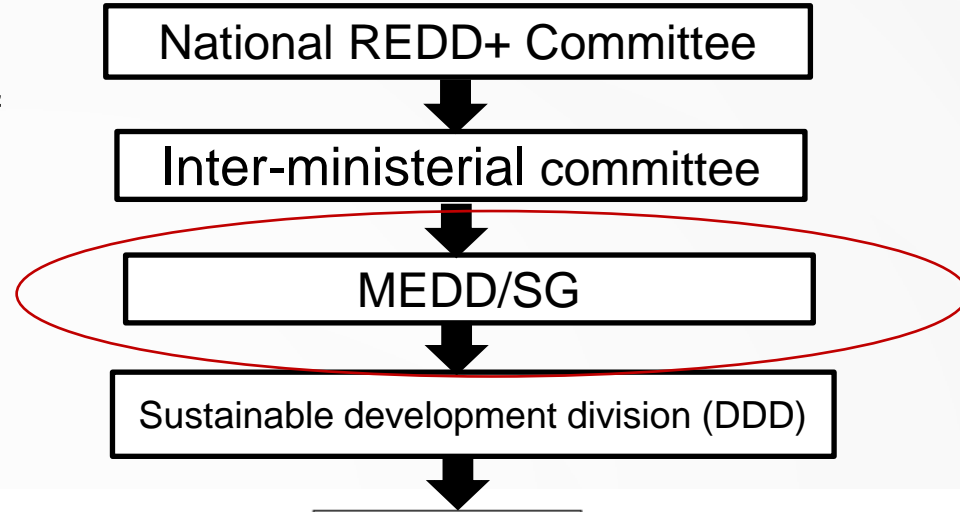 National REDD+ Committee
Inter-ministerial committee
MEDD/SG
Sustainable development division (DDD)